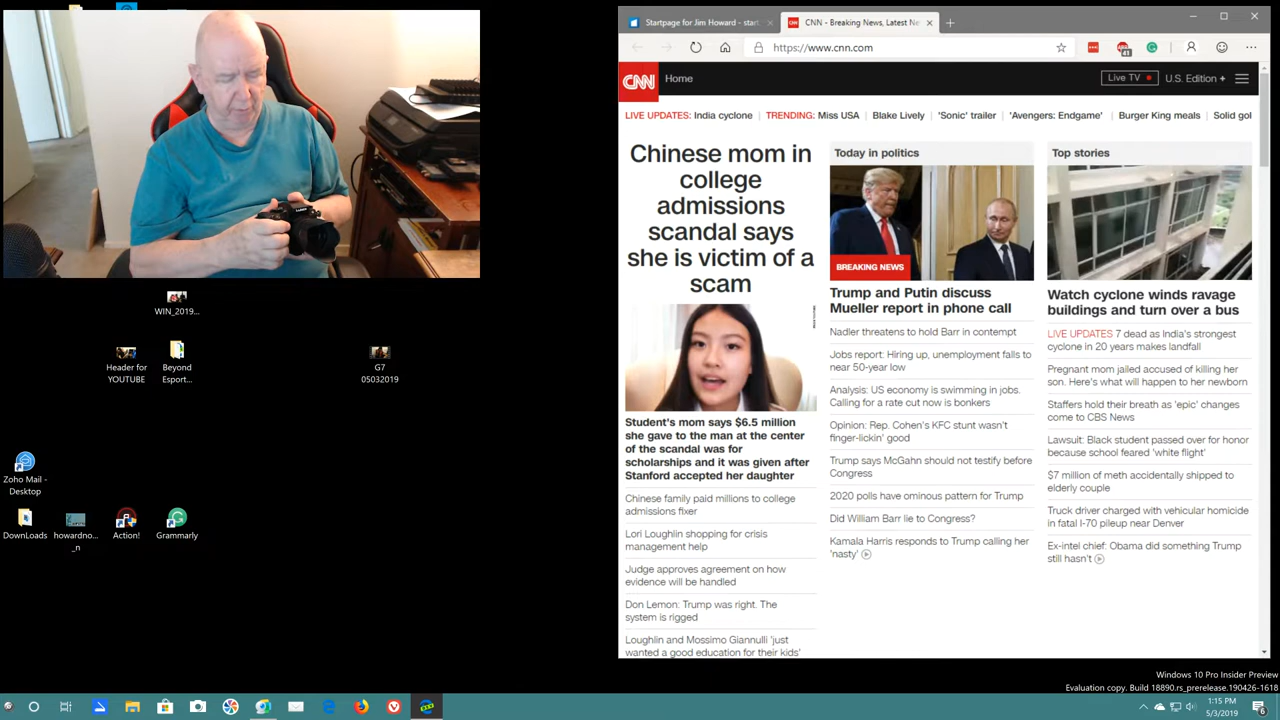 Startpage for Jim Howard - start
CNN - Breaking News, Latest Ne
https://www.cnn.com
41
CNN
Home
Live TV
U.S. Edition +
LIVE UPDATES: India cyclone
TRENDING: Miss USA
Blake Lively
'Sonic' trailer
'Avengers: Endgame'
Burger King meals
Solid gol
Chinese mom in
college
admissions
scandal says
she is victim of a
scam
Student's mom says $6.5 million
she gave to the man at the center
of the scandal was for
scholarships and it was given after
Stanford accepted her daughter
Chinese family paid millions to college
admissions fixer
Lori Loughlin shopping for crisis
management help
Judge approves agreement on how
evidence will be handled
Don Lemon: Trump was right. The
system is rigged
Loughlin and Mossimo Giannulli 'just
wanted a good education for their kids'
Today in politics
BREAKING NEWS
Trump and Putin discuss
Mueller report in phone call
Nadler threatens to hold Barr in contempt
Jobs report: Hiring up, unemployment falls to
near 50-year low
Analysis: US economy is swimming in jobs.
Calling for a rate cut now is bonkers
Opinion: Rep. Cohen's KFC stunt wasn't
finger-lickin' good
Trump says McGahn should not testify before
Congress
2020 polls have ominous pattern for Trump
Did William Barr lie to Congress?
Kamala Harris responds to Trump calling her
'nasty'
Top stories
Watch cyclone winds ravage
buildings and turn over a bus
LIVE UPDATES 7 dead as India's strongest
cyclone in 20 years makes landfall
Pregnant mom jailed accused of killing her
son. Here's what will happen to her newborn
Staffers hold their breath as 'epic' changes
come to CBS News
Lawsuit: Black student passed over for honor
because school feared 'white flight'
$7 million of meth accidentally shipped to
elderly couple
Truck driver charged with vehicular homicide
in fatal I-70 pileup near Denver
Ex-intel chief: Obama did something Trump
still hasn't
WIN_2019...
Header for
YOUTUBE
Beyond
Esport...
G7
05032019
Zoho Mail -
Desktop
DownLoads
howardno...
_n
Action!
Grammarly
Windows 10 Pro Insider Preview
Evaluation copy. Build 18890.rs_prerelease.190426-1618
1:15 PM
5/3/2019
6